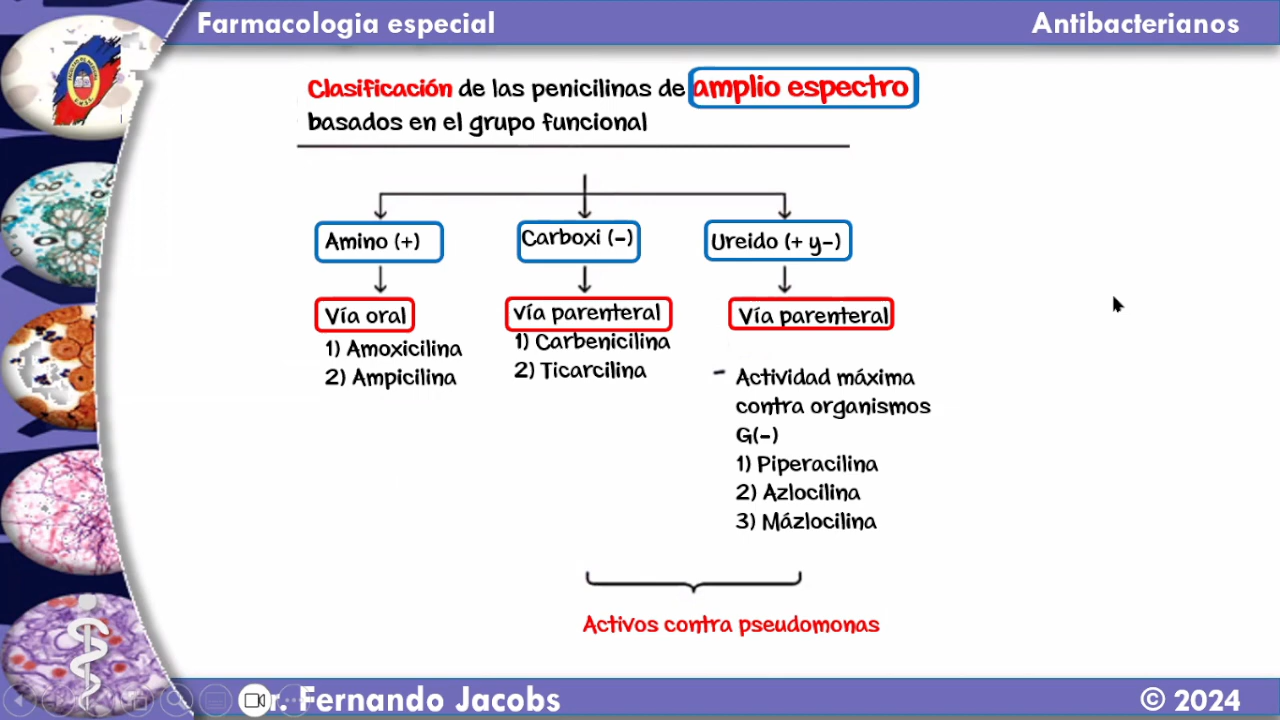 Farmacologia especial
Antibacterianos
Clasificación de las penicilinas de amplio espectro
basados en el grupo funcional
Amino (+)
Carboxi (-)
Ureido (+ y-)
Vía oral
vía parenteral
Vía parenteral
1) Amoxicilina
2) Ampicilina
1) Carbenicilina
2) Ticarcilina
- Actividad máxima
contra organismos
G(-)
1) Piperacilina
2) Azlocilina
3) Mázlocilina
Activos contra pseudomonas
r. Fernando Jacobs
© 2024